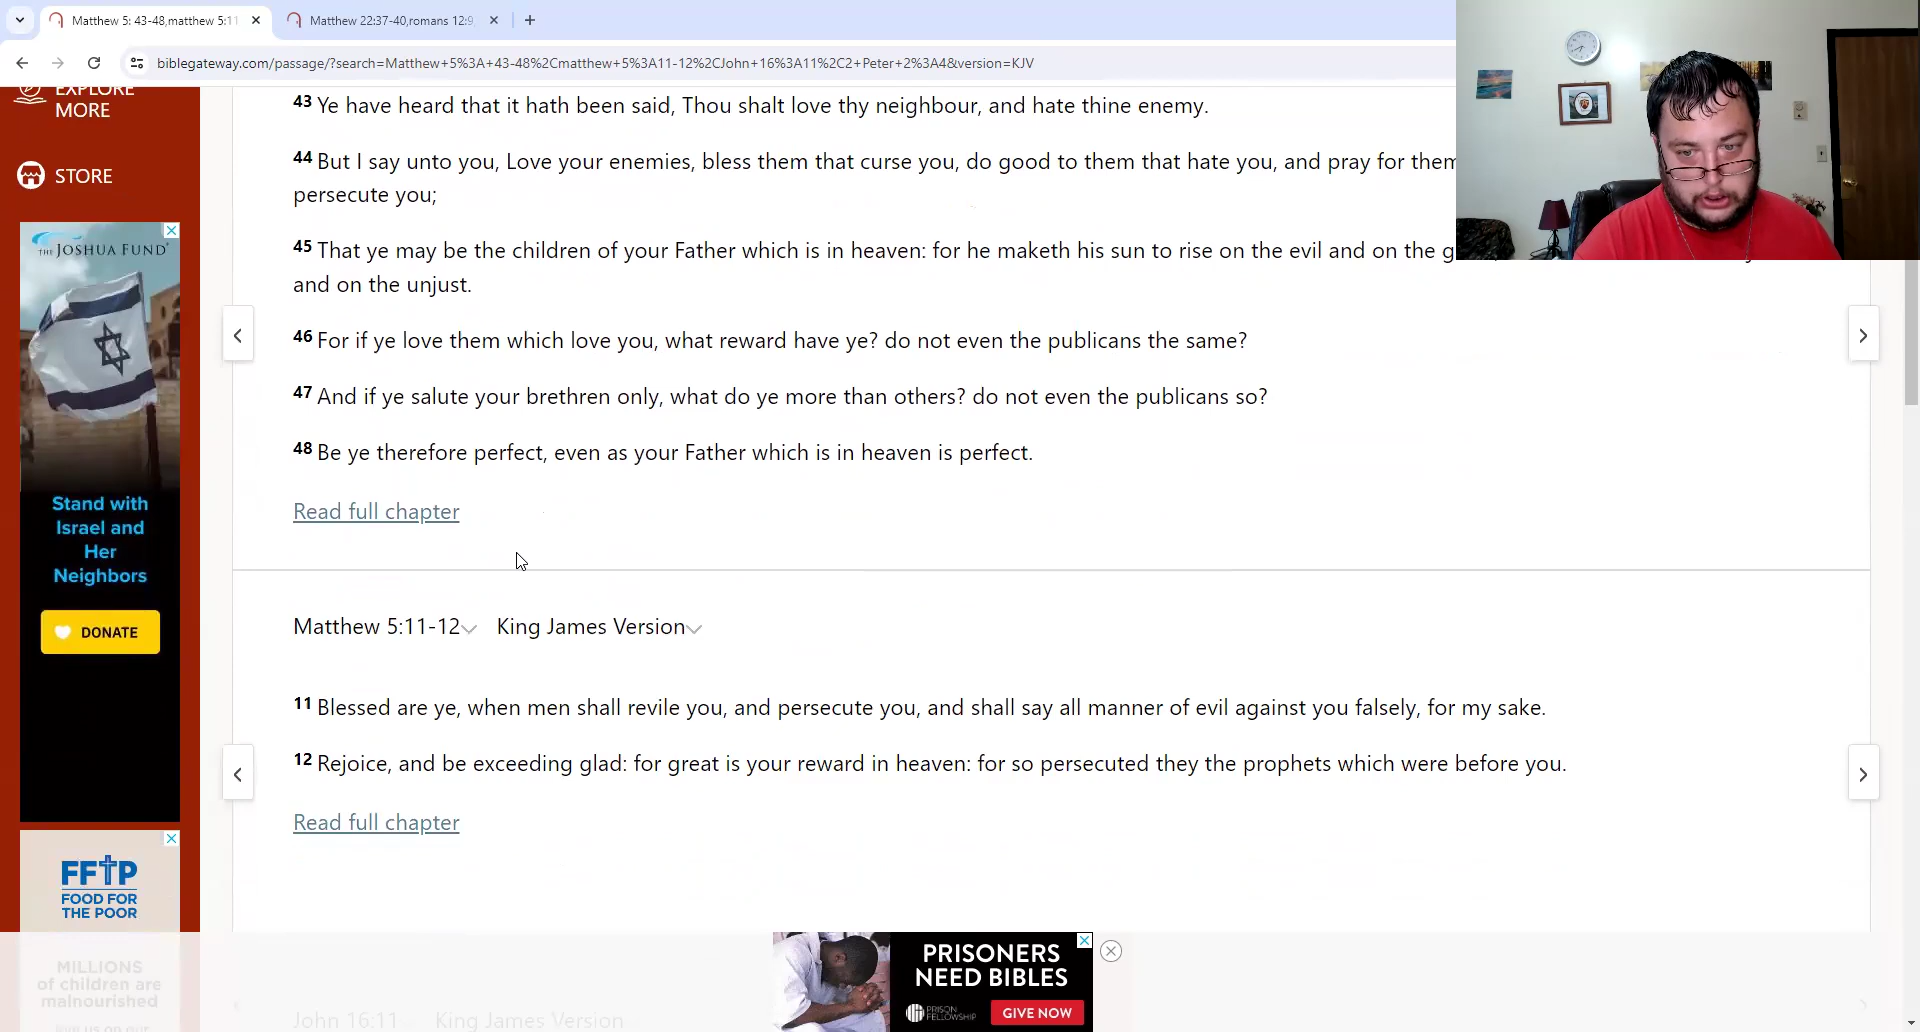 Matthew 5: 43-48,matthew 5:11
Matthew 22:37-40,romans 12:9
biblegateway.com/passage/?search=Matthew+5%3A+43-48%2Cmatthew+5%3A11-12%2CJohn+16%3A11%2C2+Peter+2%3A4&version=KJV
EXPLORE
MORE
STORE
THE JOSHUA FUND
Stand with
Israel and
Her
Neighbors
DONATE
FFTP
FOOD FOR
THE POOR
MILLIONS
of children are
malnourished
43 Ye have heard that it hath been said, Thou shalt love thy neighbour, and hate thine enemy.
44 But I say unto you, Love your enemies, bless them that curse you, do good to them that hate you, and pray for them
persecute you;
45 That ye may be the children of your Father which is in heaven: for he maketh his sun to rise on the evil and on the g
and on the unjust.
46 For if ye love them which love you, what reward have ye? do not even the publicans the same?
47 And if ye salute your brethren only, what do ye more than others? do not even the publicans so?
48 Be ye therefore perfect, even as your Father which is in heaven is perfect.
Read full chapter
Matthew 5:11-12 King James Version
11 Blessed are ye, when men shall revile you, and persecute you, and shall say all manner of evil against you falsely, for my sake.
12 Rejoice, and be exceeding glad: for great is your reward in heaven: for so persecuted they the prophets which were before you.
Read full chapter
John 16:11 King James Version
PRISONERS
NEED BIBLES
PRISON
FELLOWSHIP
GIVE NOW